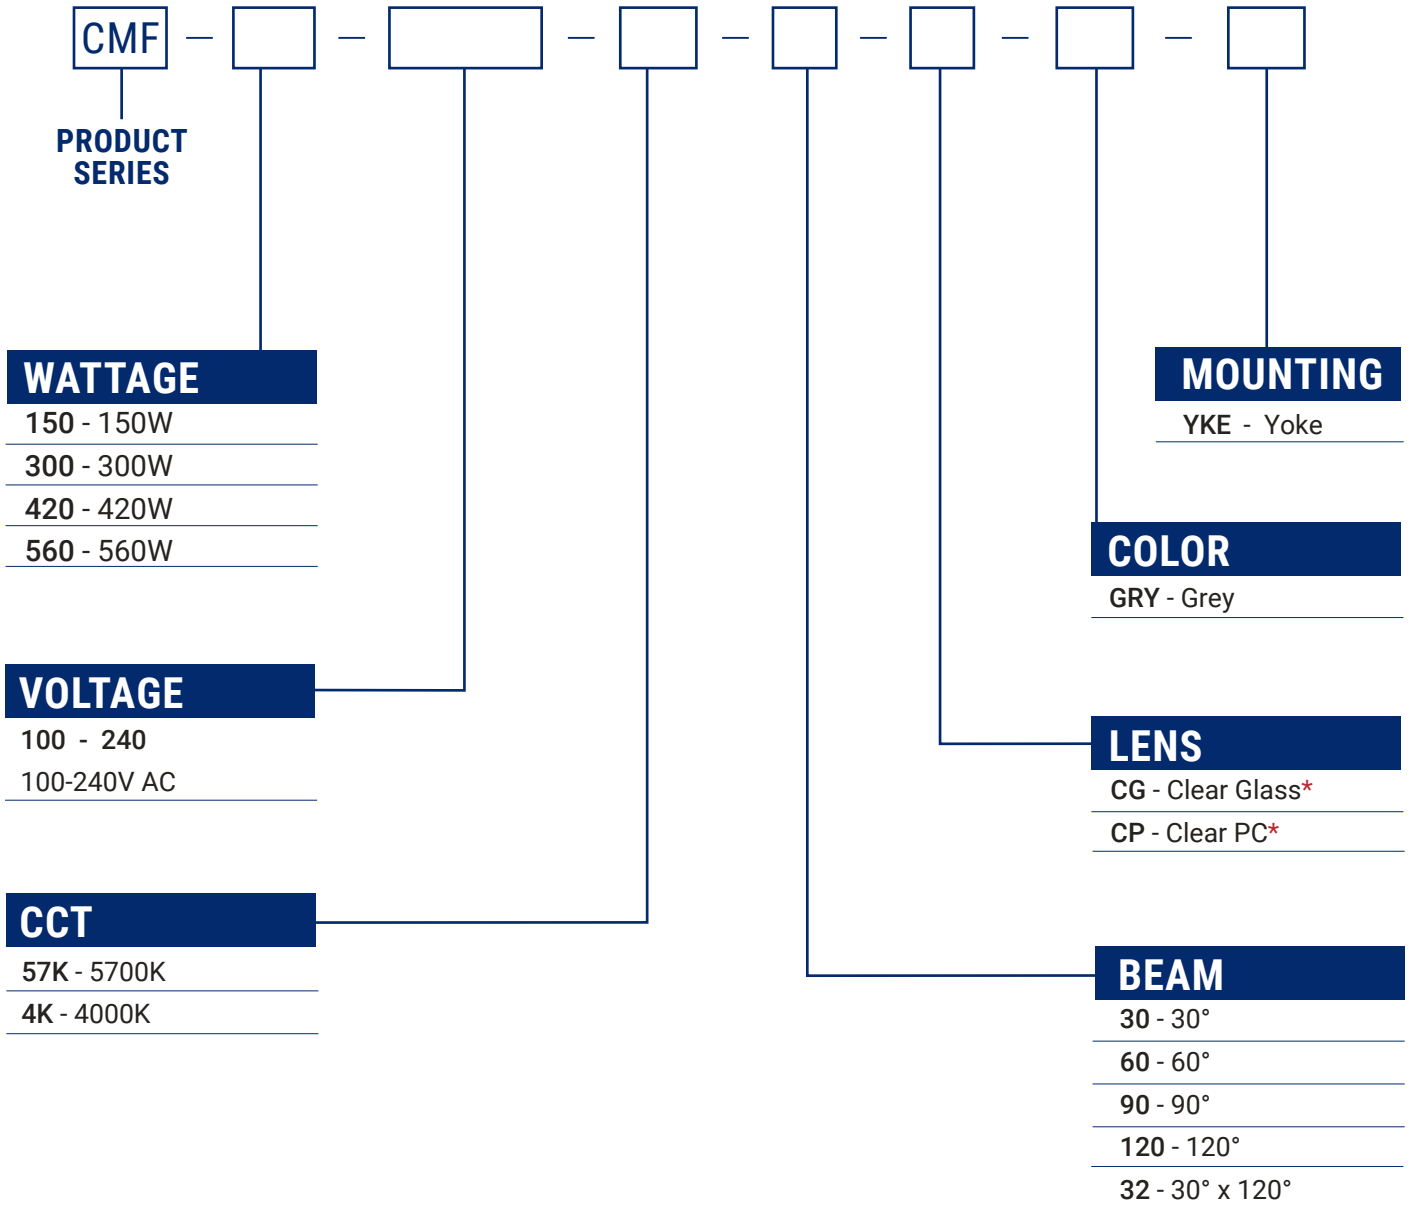 CMF — — — — — — —
PRODUCT
SERIES
WATTAGE
150 - 150W
300 - 300W
420 - 420W
560 - 560W
VOLTAGE
100 - 240
100-240V AC
CCT
57K - 5700K
4K - 4000K
MOUNTING
YKE - Yoke
COLOR
GRY - Grey
LENS
CG - Clear Glass*
CP - Clear PC*
BEAM
30 - 30°
60 - 60°
90 - 90°
120 - 120°
32 - 30° x 120°